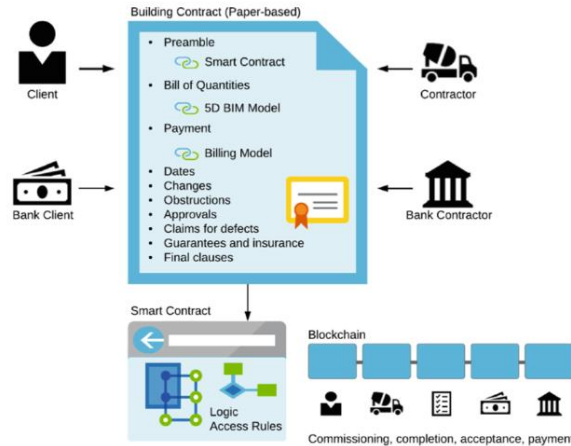 Building Contract (Paper-based)
• Preamble
Smart Contract
• Bill of Quantities
5D BIM Model
• Payment
Billing Model
• Dates
• Changes
• Obstructions
• Approvals
• Claims for defects
• Guarantees and insurance
• Final clauses
Client
Bank Client
Contractor
Bank Contractor
Smart Contract
Logic
Access Rules
Blockchain
Commissioning, completion, acceptance, payment